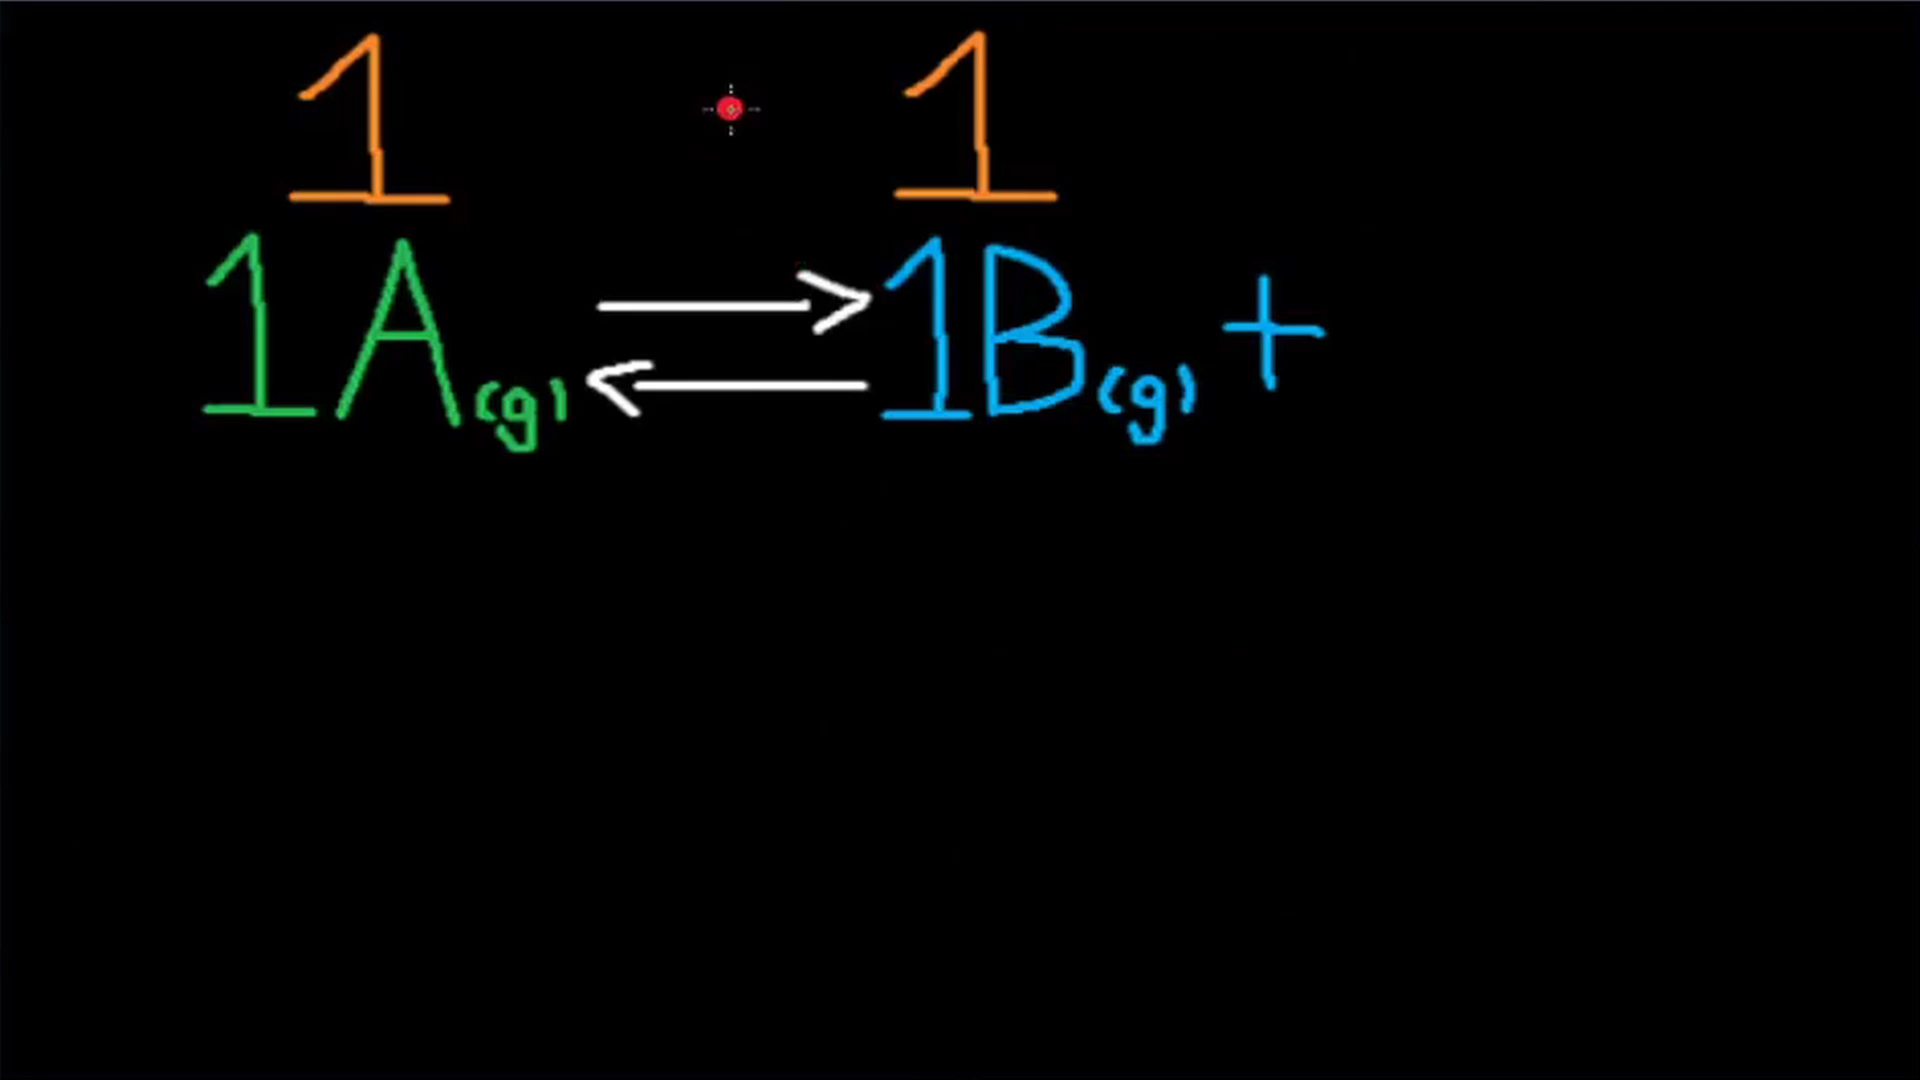 1 1
1A(g) ⇌ 1B(g) +